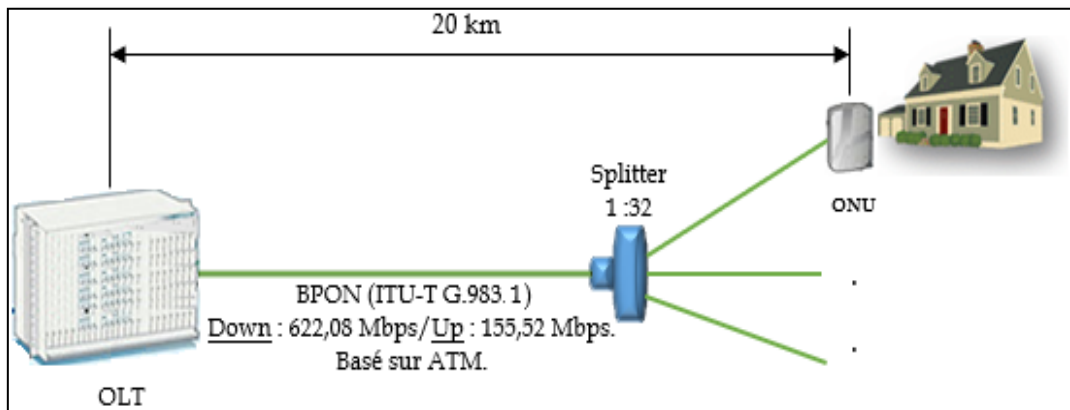 20 km
Splitter
1 :32
ONU
BPON (ITU-T G.983.1)
Down : 622,08 Mbps/Up : 155,52 Mbps.
Basé sur ATM.
OLT